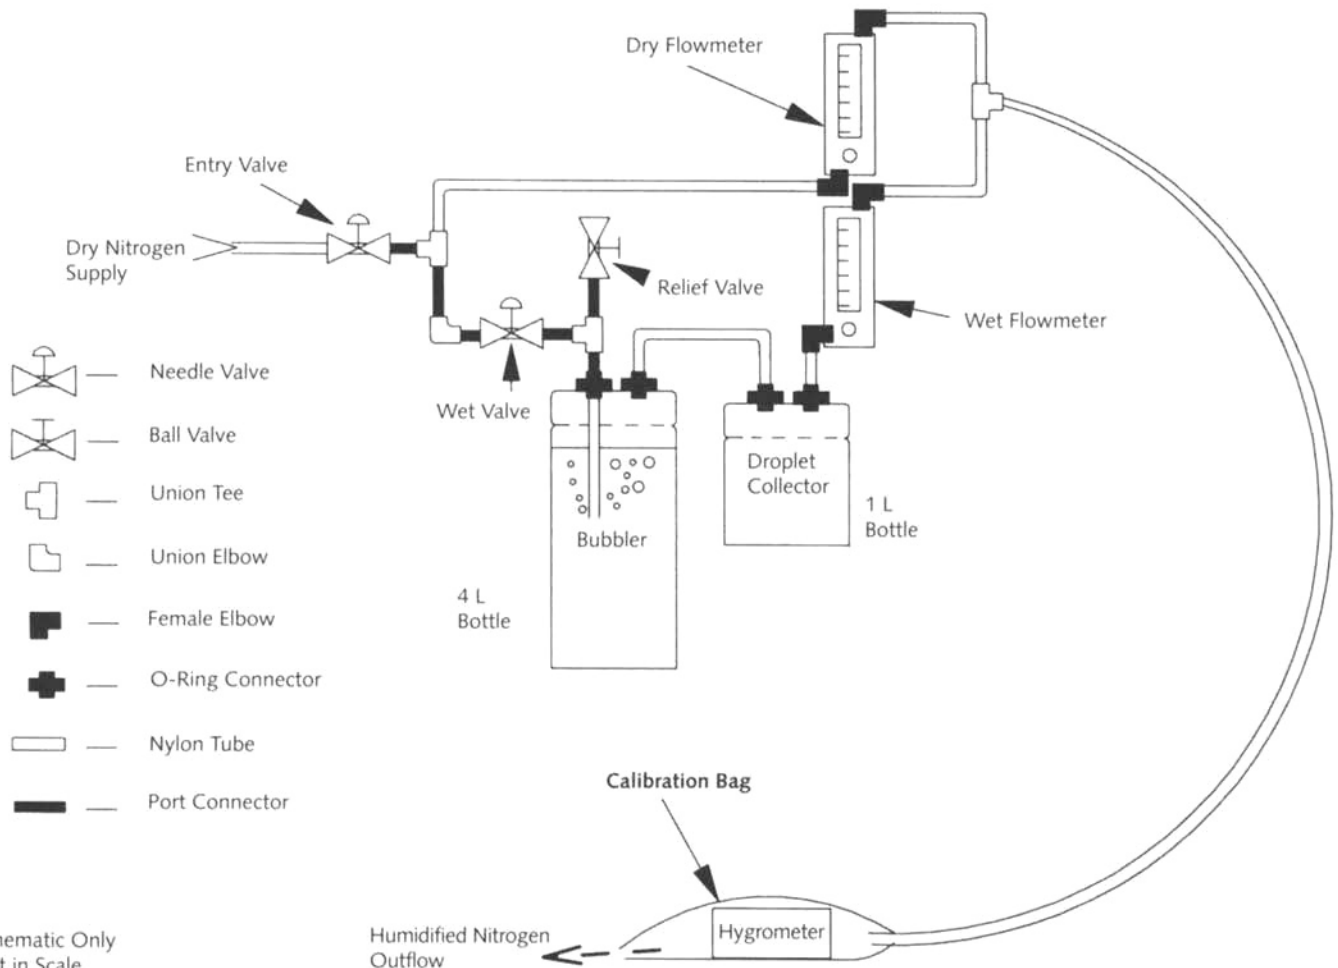 Dry Flowmeter
Entry Valve
Dry Nitrogen
Supply
Relief Valve
Wet Flowmeter
Needle Valve
Wet Valve
Ball Valve
Droplet
Collector
Union Tee
1 L
Bottle
Bubbler
Union Elbow
4 L
Bottle
Female Elbow
O-Ring Connector
Nylon Tube
Calibration Bag
Port Connector
Hygrometer
Humidified Nitrogen
Outflow
Only
in Scale